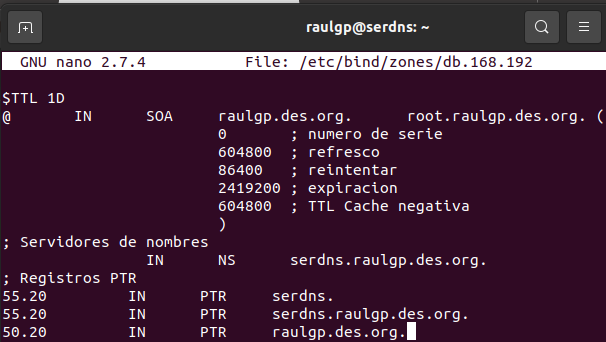 raulgp@serdns: ~
GNU nano 2.7.4 File: /etc/bind/zones/db.168.192
$TTL 1D
@ IN SOA raulgp.des.org. root.raulgp.des.org. (
0 ; numero de serie
604800 ; refresco
86400 ; reintentar
2419200 ; expiracion
604800 ; TTL Cache negativa
)
; Servidores de nombres
IN NS serdns.raulgp.des.org.
; Registros PTR
55.20 IN PTR serdns.
55.20 IN PTR serdns.raulgp.des.org.
50.20 IN PTR raulgp.des.org.